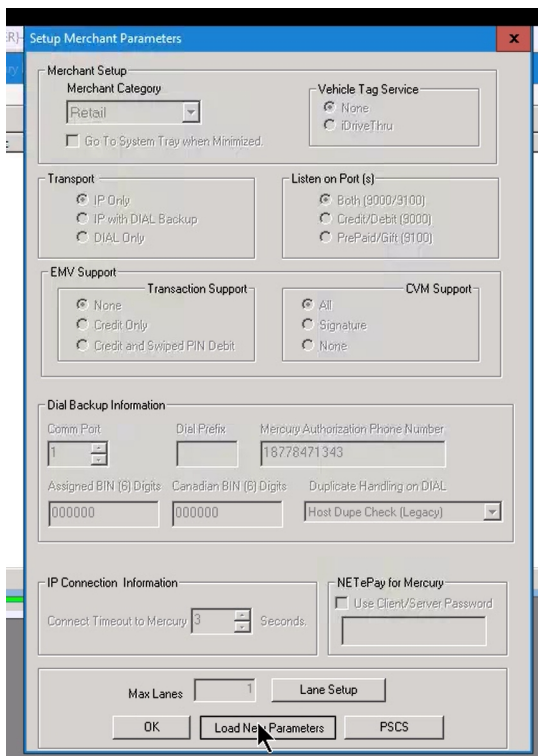 Setup Merchant Parameters
x
Merchant Setup
Merchant Category
Retail
Go To System Tray when Minimized.
Vehicle Tag Service
None
iDriveThru
Transport
IP Only
IP with DIAL Backup
DIAL Only
Listen on Port (s)
Both (9000/9100)
Credit/Debit (9000)
PrePaid/Gift (9100)
EMV Support
Transaction Support
None
Credit Only
Credit and Swiped PIN Debit
CVM Support
All
Signature
None
Dial Backup Information
Comm Port
1
Dial Prefix
Mercury Authorization Phone Number
18778471343
Assigned BIN (6) Digits
000000
Canadian BIN (6) Digits
000000
Duplicate Handling on DIAL
Host Dupe Check (Legacy)
IP Connection Information
Connect Timeout to Mercury 3 Seconds.
NETePay for Mercury
Use Client/Server Password
Max Lanes 1 Lane Setup
OK Load New Parameters PSCS